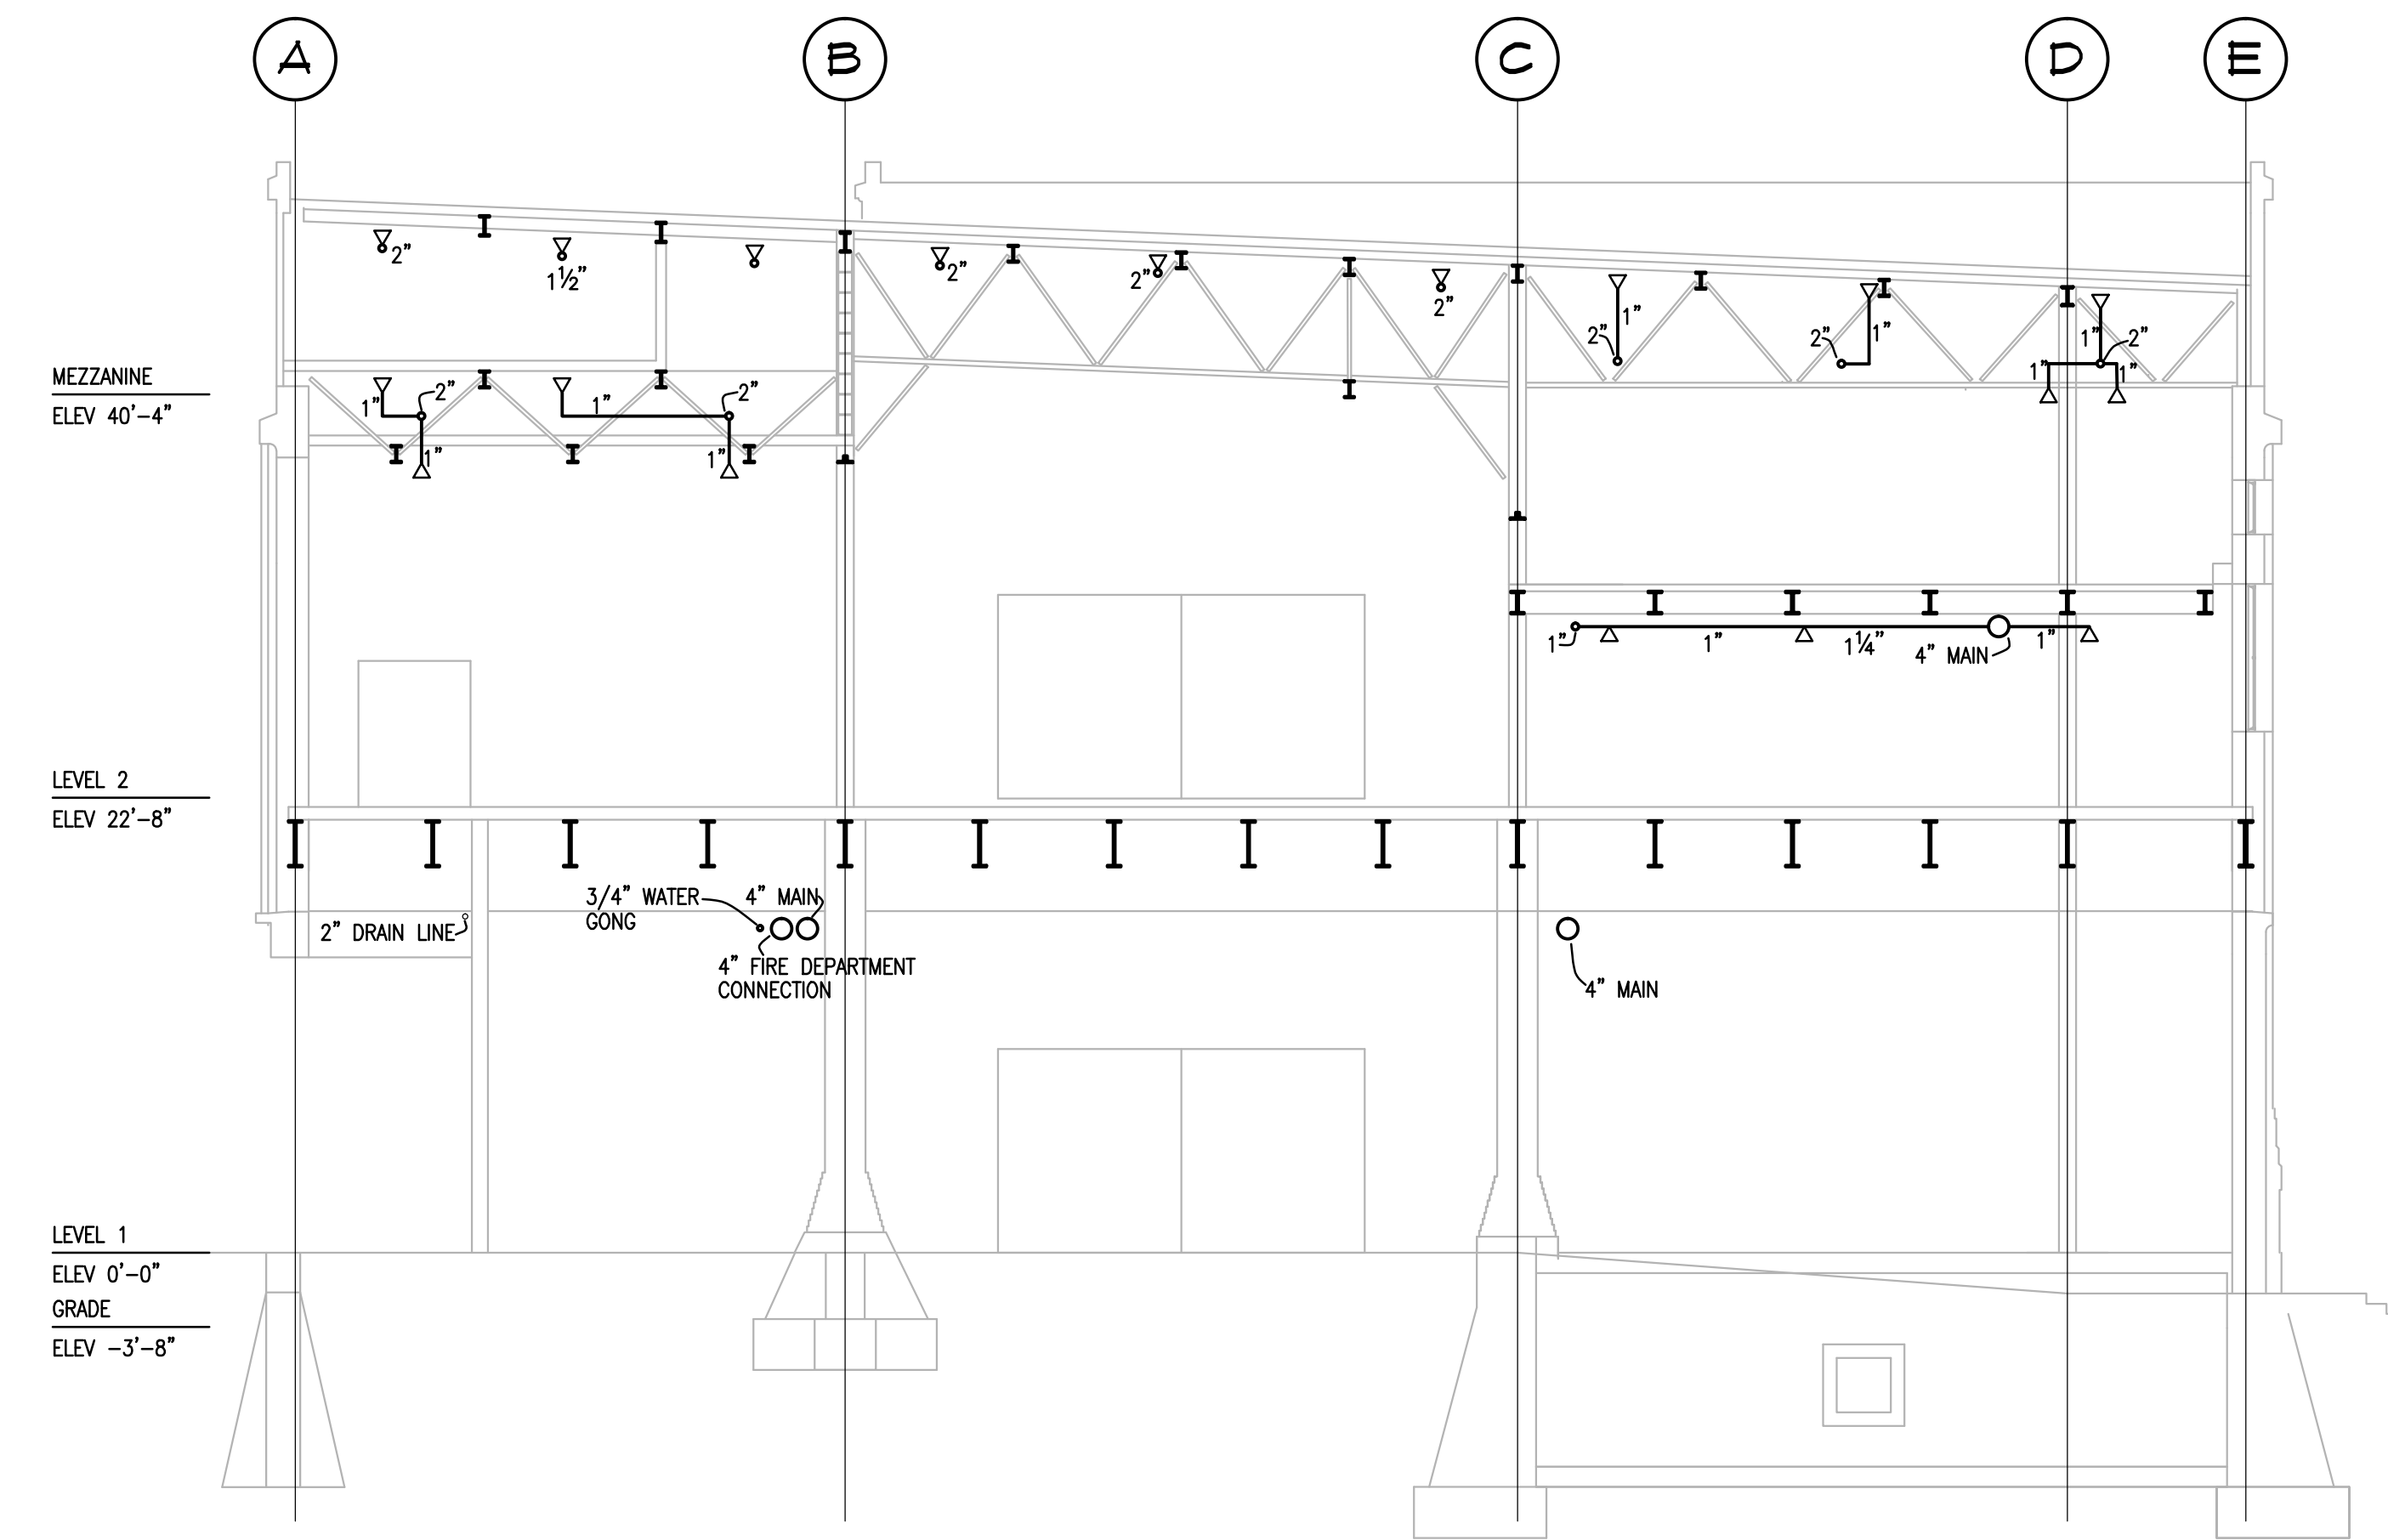 A
B
C
D
E
2”
1½”
2”
2”
2”
1”
2”
1”
2”
1”
2”
1”
1”
MEZZANINE
ELEV 40’–4”
1”
2”
1”
2”
1”
1”
1”
1”
1¼”
4” MAIN
1”
LEVEL 2
ELEV 22’–8”
3/4” WATER
GONG
4” MAIN
2” DRAIN LINE
4” FIRE DEPARTMENT
CONNECTION
4” MAIN
LEVEL 1
ELEV 0’–0”
GRADE
ELEV –3’–8”